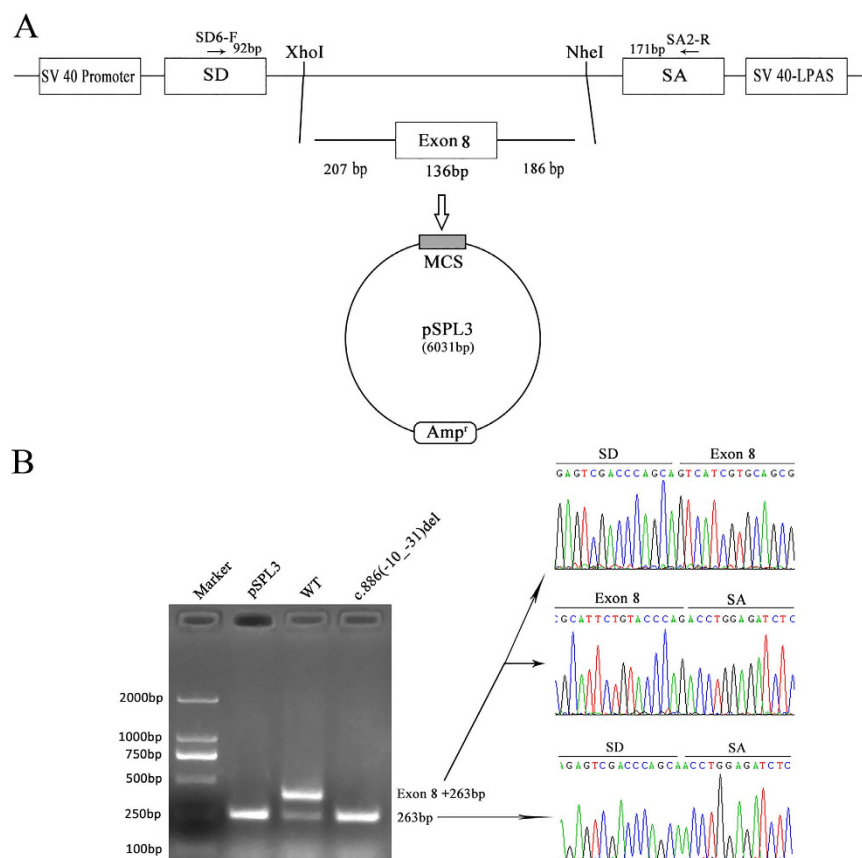 A
SD6-F
92bp
XhoI
NheI
171bp
SA2-R
SV 40 Promoter
SD
SA
SV 40-LPAS
Exon 8
207 bp
136bp
186 bp
MCS
pSPL3
(6031bp)
Ampʳ
B
Marker
pSPL3
WT
c.886(-10_-31)del
2000bp
1000bp
750bp
500bp
250bp
100bp
Exon 8 +263bp
263bp
SD
Exon 8
GAGTCGACCCAGCAGTCATCGTGCAGCG
Exon 8
SA
CGCATTCTGTACCCAGACCTGGAGATCTC
SD
SA
AGAGTCGACCCAGCAACCTGGAGATCTC